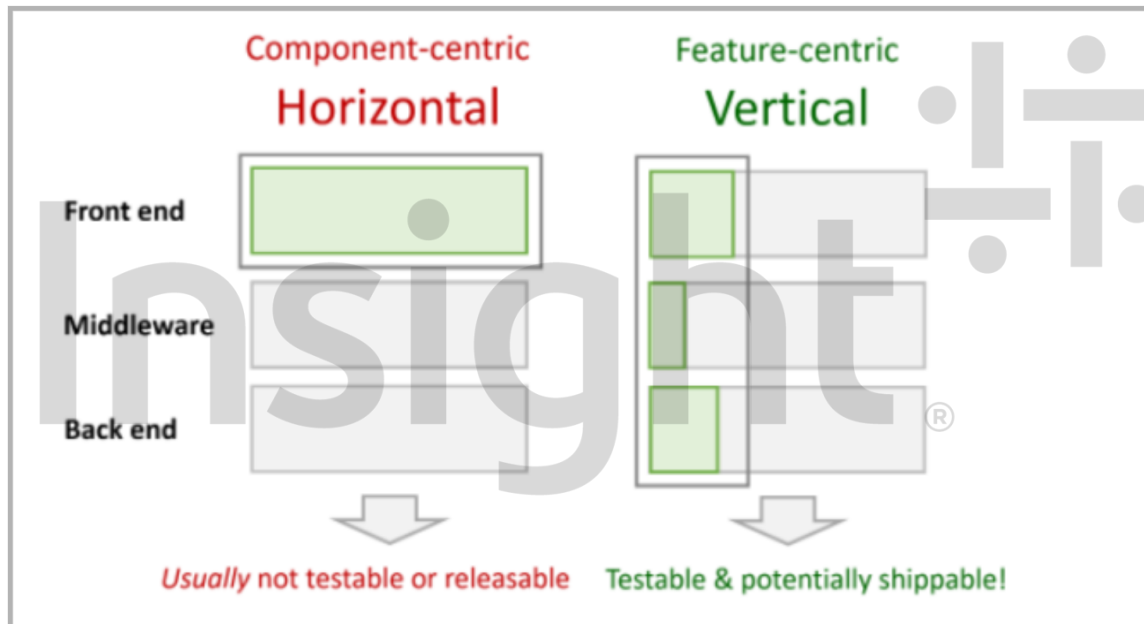 Component-centric
Horizontal
Feature-centric
Vertical
Front end
Middleware
Back end
Insight®
Usually not testable or releasable
Testable & potentially shippable!